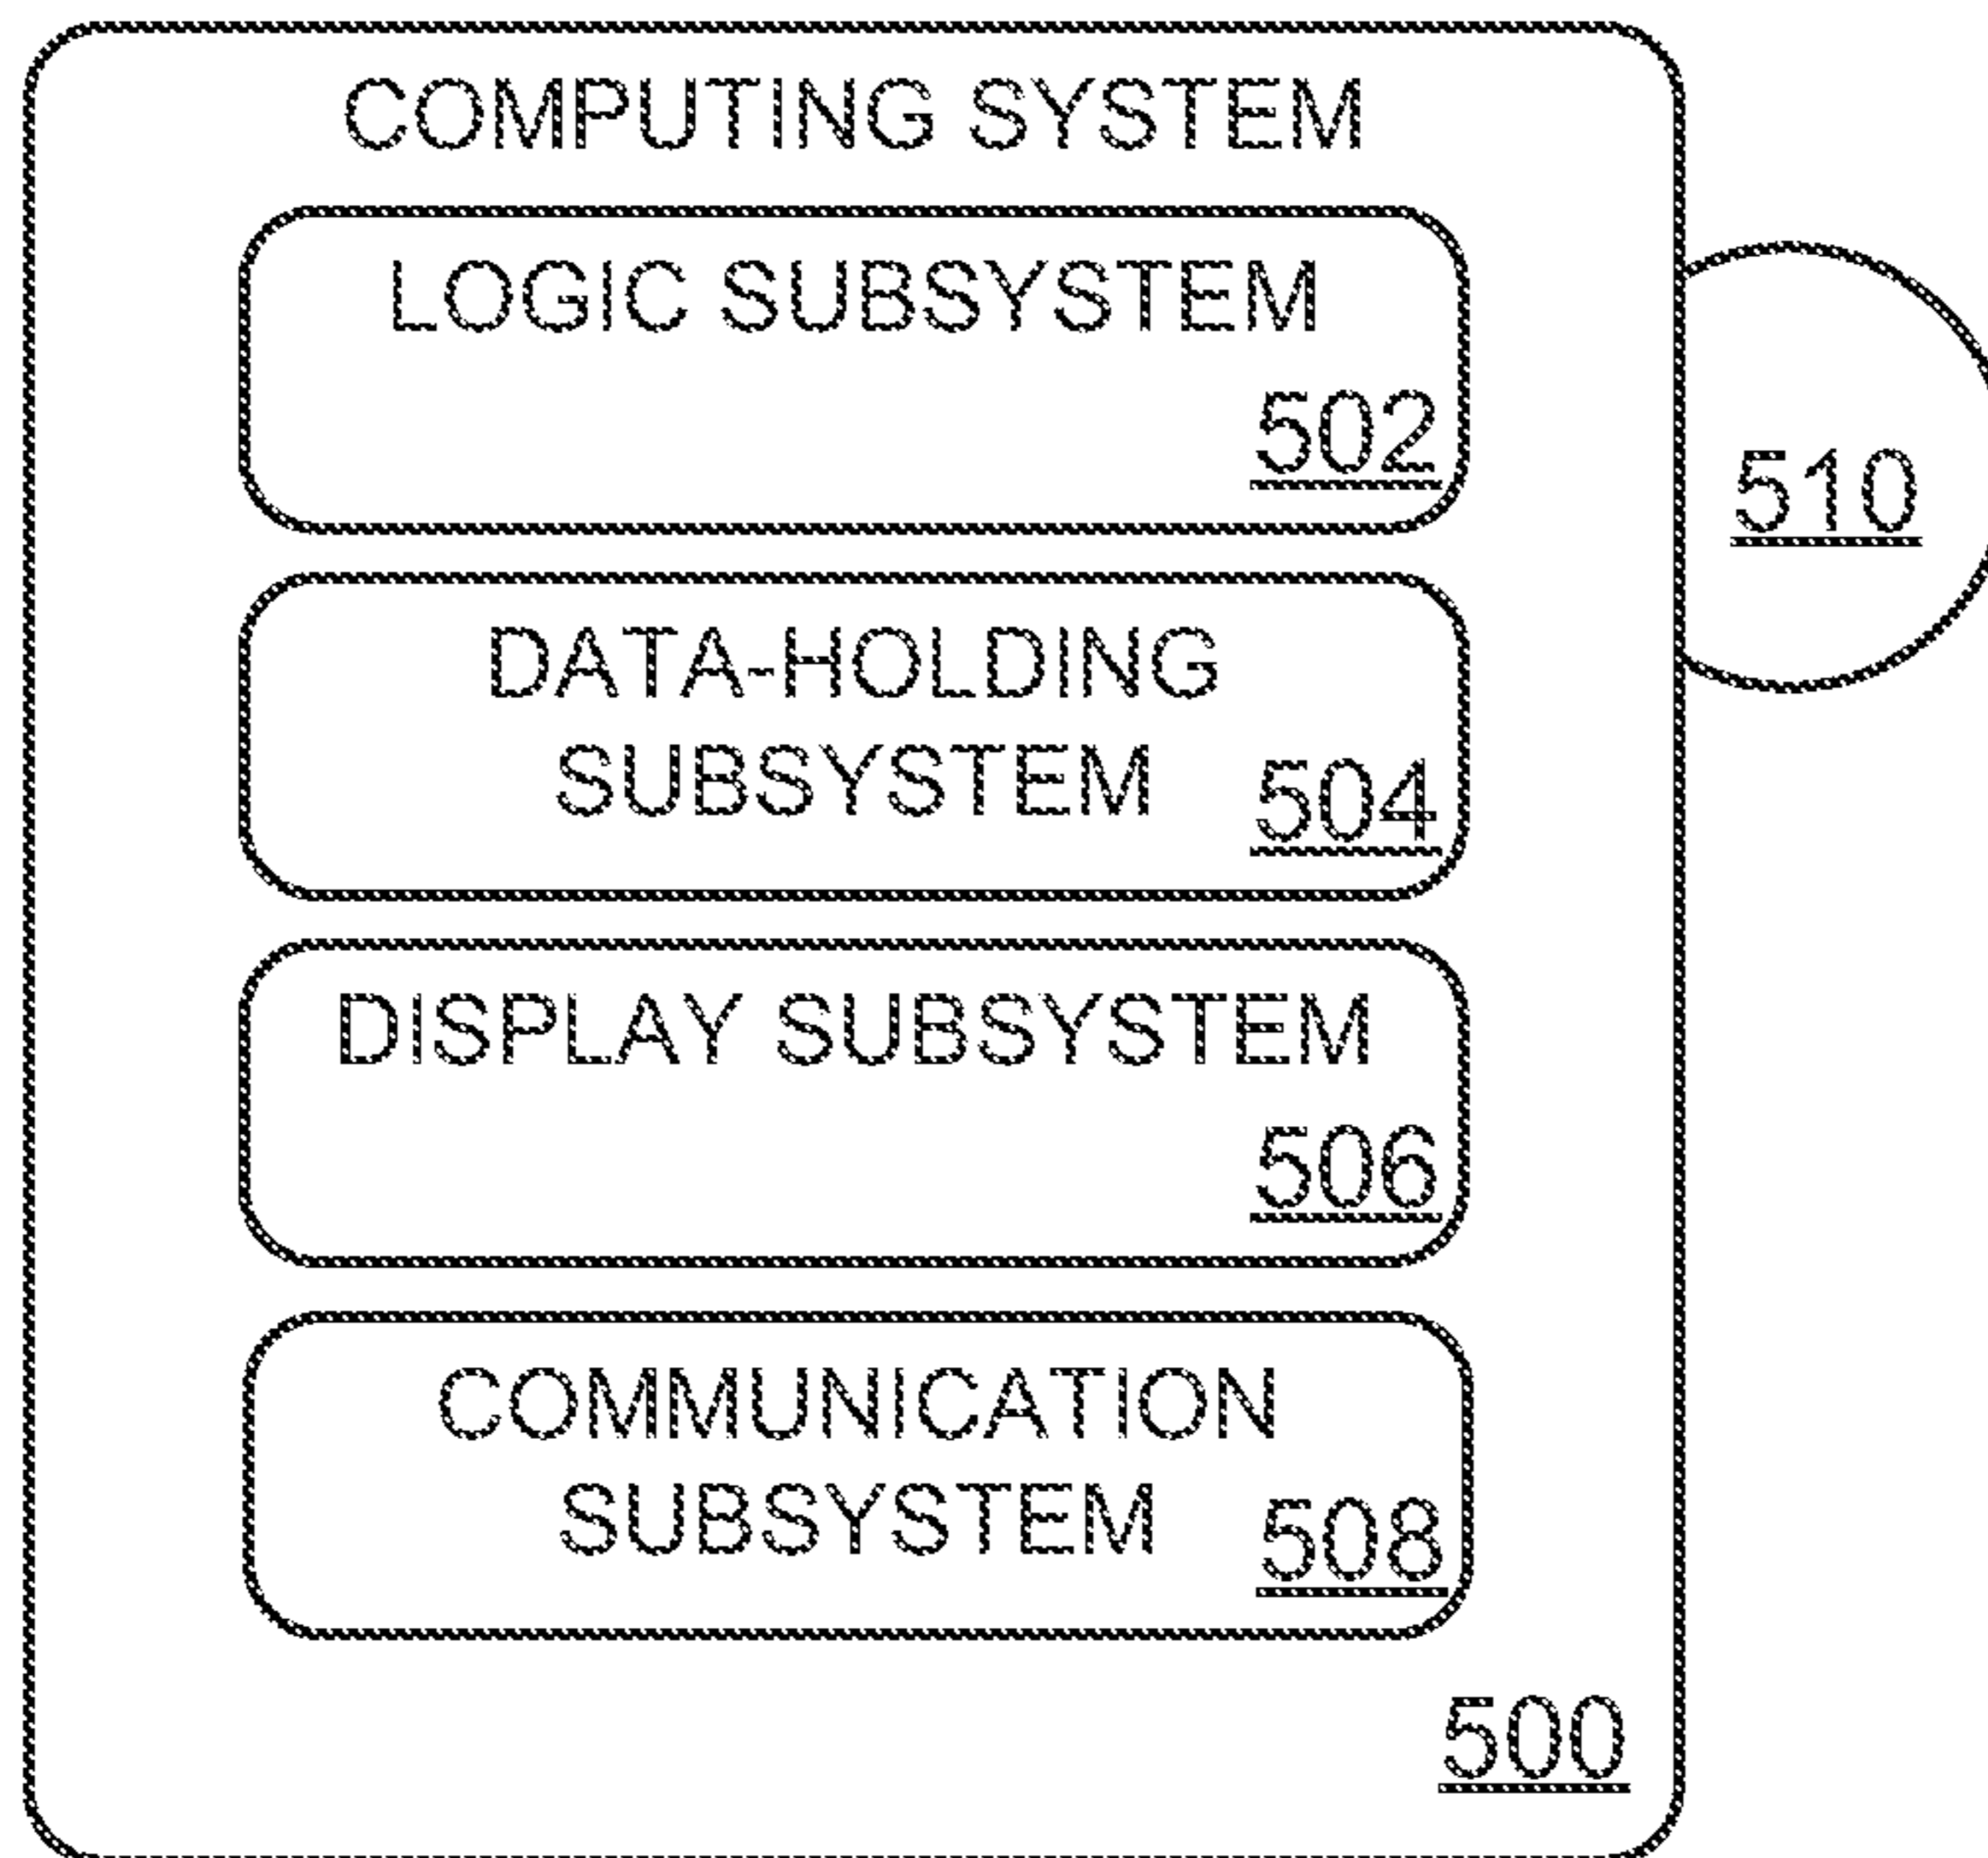 COMPUTING SYSTEM
LOGIC SUBSYSTEM
502
510
DATA-HOLDING
SUBSYSTEM 504
DISPLAY SUBSYSTEM
506
COMMUNICATION
SUBSYSTEM 508
500